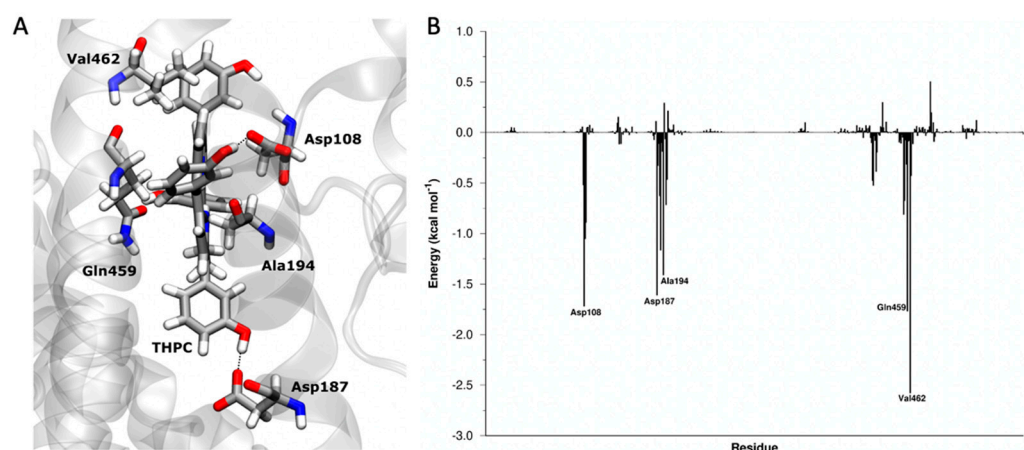 A
Val462
Asp108
Gln459
Ala194
THPC
Asp187
B
1.0
0.5
0.0
-0.5
-1.0
-1.5
-2.0
-2.5
-3.0
Energy (kcal mol-1)
Asp108
Asp187
Ala194
Gln459
Val462
Residue